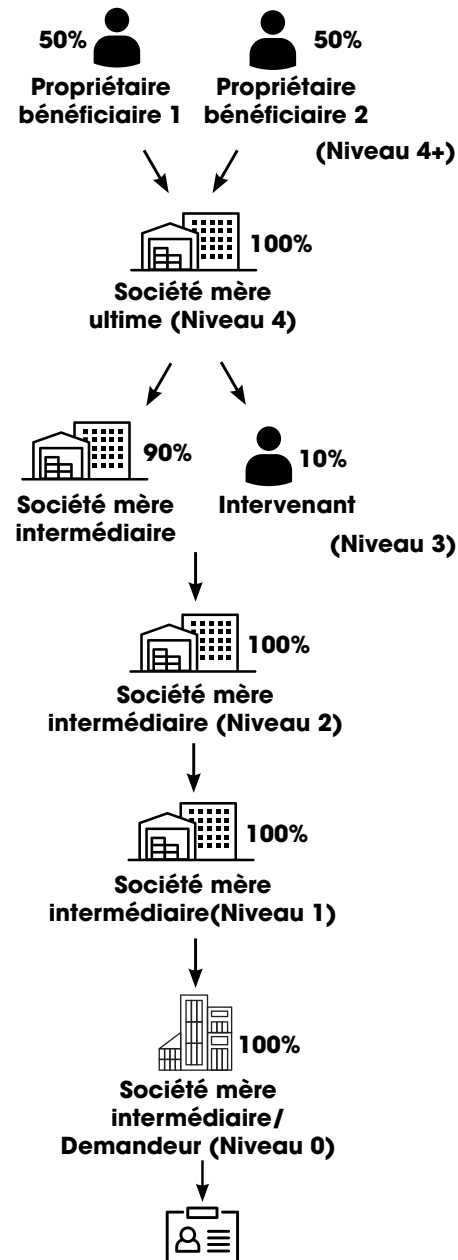 50%
50%
Propriétaire
bénéficiaire 1
Propriétaire
bénéficiaire 2
(Niveau 4+)
100%
Société mère
ultime (Niveau 4)
90%
10%
Société mère
intermédiaire
Intervenant
(Niveau 3)
100%
Société mère
intermédiaire (Niveau 2)
100%
Société mère
intermédiaire(Niveau 1)
100%
Société mère
intermédiaire/
Demandeur (Niveau 0)